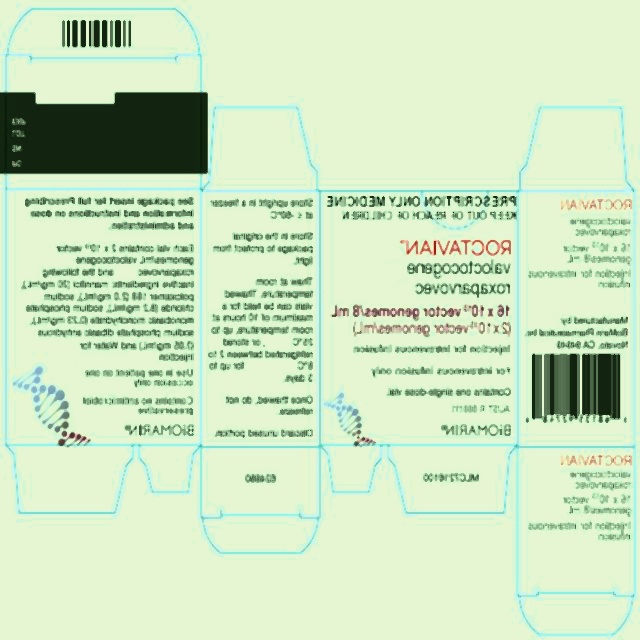 ROCTAVIAN
valoctocogene
roxaparvovec
16 x 10¹³ vector
genomes/8 mL
Injection for intravenous
infusion
Manufactured by
BioMarin Pharmaceutical Inc.
Novato, CA 94949
ROCTAVIAN
valoctocogene
roxaparvovec
16 x 10¹³ vector
genomes/8 mL
Injection for intravenous
infusion
PRESCRIPTION ONLY MEDICINE
KEEP OUT OF REACH OF CHILDREN
ROCTAVIAN™
valoctocogene
roxaparvovec
16 x 10¹³ vector genomes/8 mL
(2 x 10¹³ vector genomes/mL)
Injection for intravenous infusion
For intravenous infusion only
Contains one single-dose vial.
AUST R
BIOMARIN®
MLC7216100
Store upright in a freezer
at ≤ -60°C
Store in the original
package to protect from
light.
Thaw at room
temperature. Thawed
vials can be held for a
maximum of 10 hours at
room temperature, up to
25°C, or stored
refrigerated between 2 to
8°C for up to
3 days.
Once thawed, do not
refreeze.
Discard unused portion.
See package insert for full Prescribing
Information and instructions on dose
and administration.
Each vial contains 2 x 10¹³ vector
genomes/mL valoctocogene
roxaparvovec and the following
inactive ingredients: mannitol (20 mg/mL),
poloxamer 188 (2.0 mg/mL), sodium
chloride (8.2 mg/mL), sodium phosphate
monobasic monohydrate (0.23 mg/mL),
sodium phosphate dibasic anhydrous
(0.05 mg/mL) and Water for
Injection
Use in one patient on one
occasion only
Contains no antimicrobial
preservative
BIOMARIN®
LOT